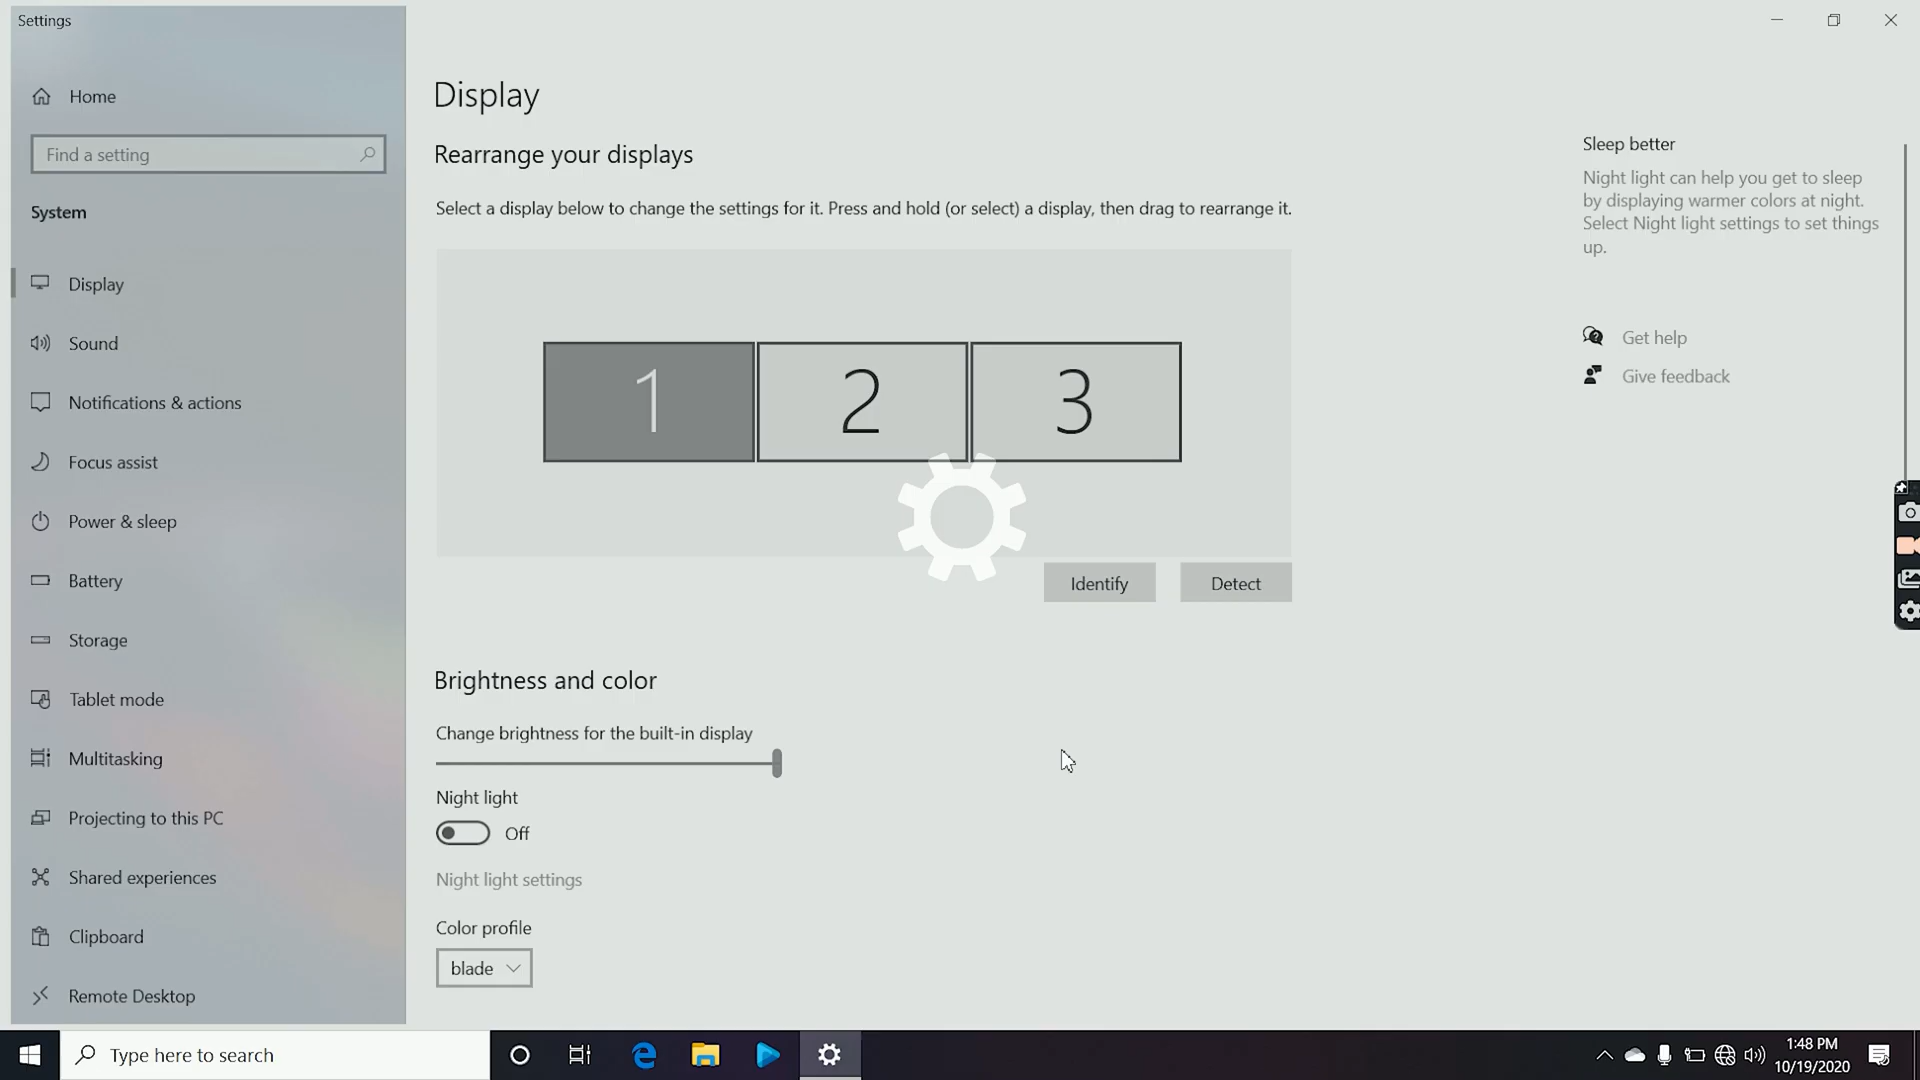 Settings
Home
Find a setting
System
Display
Sound
Notifications & actions
Focus assist
Power & sleep
Battery
Storage
Tablet mode
Multitasking
Projecting to this PC
Shared experiences
Clipboard
Remote Desktop
Display
Rearrange your displays
Select a display below to change the settings for it. Press and hold (or select) a display, then drag to rearrange it.
1
2
3
Identify
Detect
Brightness and color
Change brightness for the built-in display
Night light
Off
Night light settings
Color profile
blade
Sleep better
Night light can help you get to sleep
by displaying warmer colors at night.
Select Night light settings to set things
up.
Get help
Give feedback
Type here to search
1:48 PM
10/19/2020